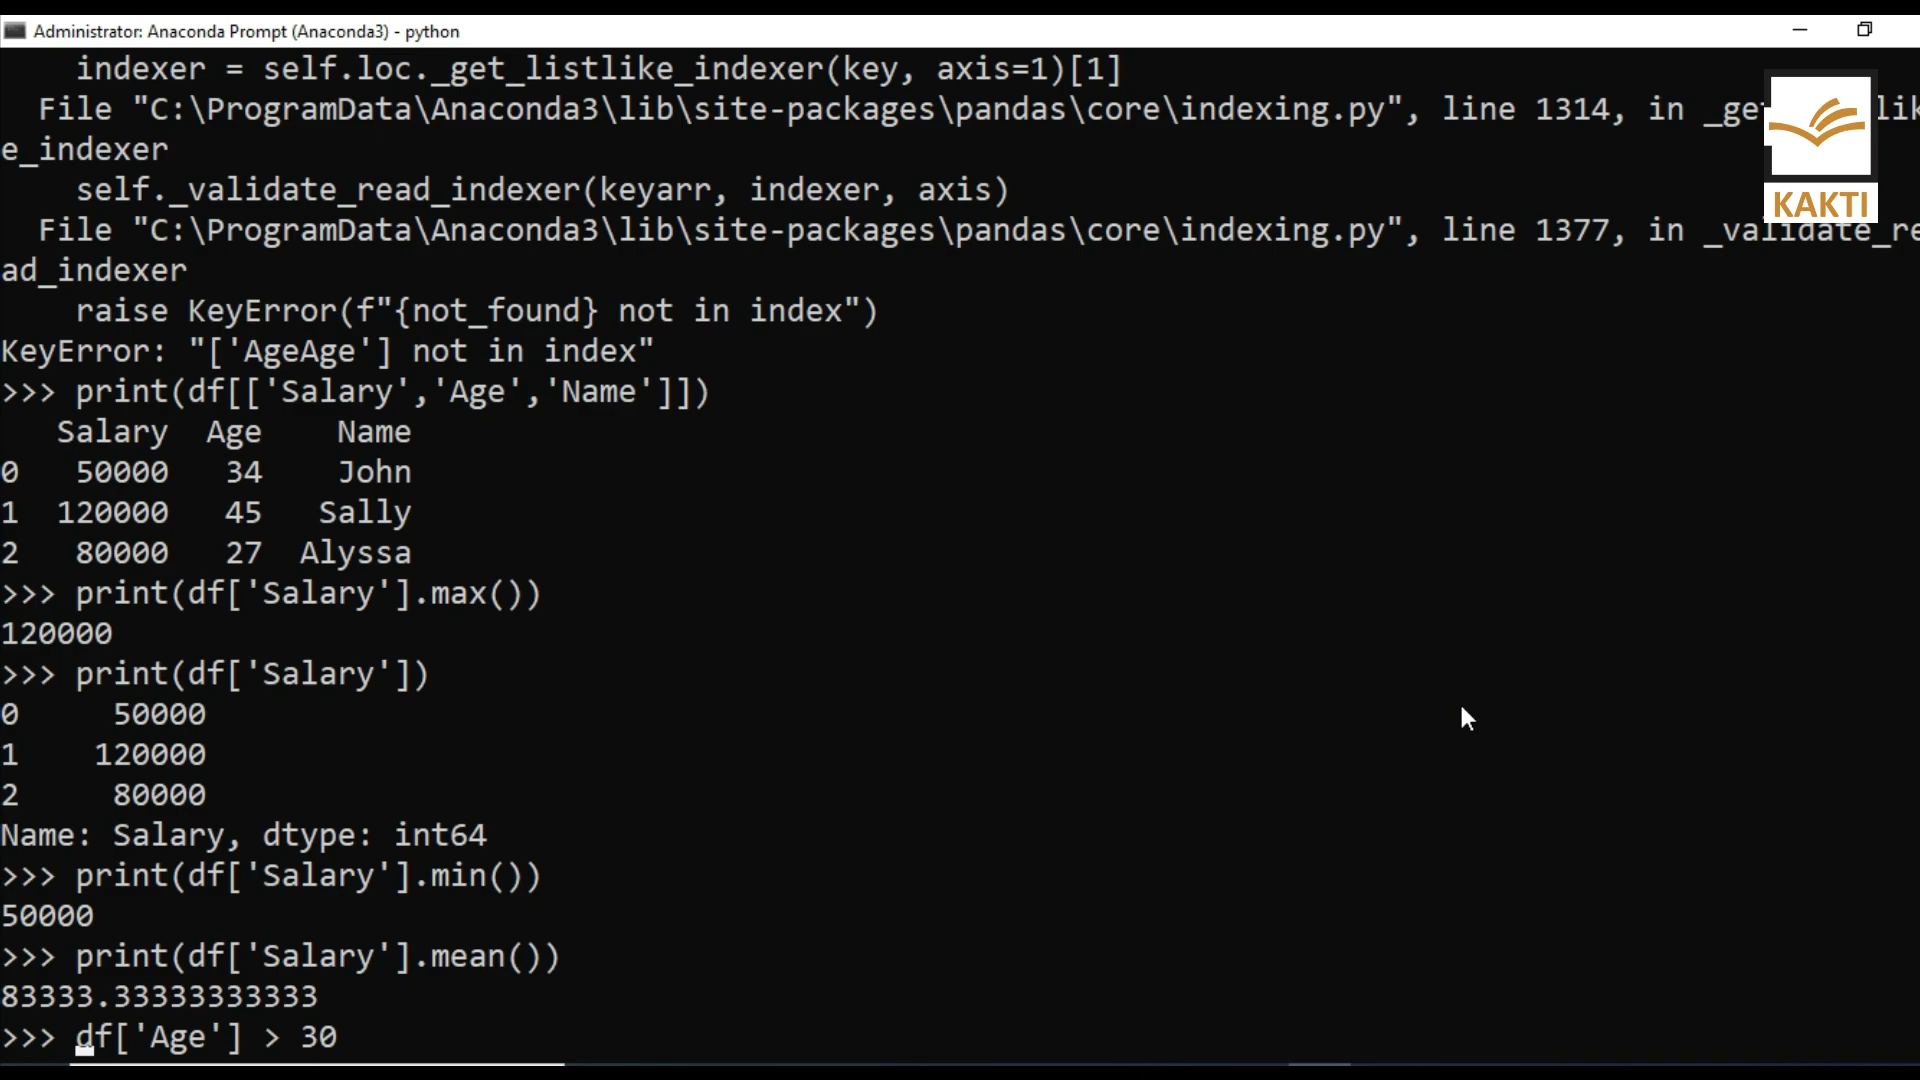 Administrator: Anaconda Prompt (Anaconda3) - python
indexer = self.loc._get_listlike_indexer(key, axis=1)[1]
File "C:\ProgramData\Anaconda3\lib\site-packages\pandas\core\indexing.py", line 1314, in _ge lik
e_indexer
self._validate_read_indexer(keyarr, indexer, axis)
KAKTI
File "C:\ProgramData\Anaconda3\lib\site-packages\pandas\core\indexing.py", line 1377, in _validate_re
ad_indexer
raise KeyError(f"{not_found} not in index")
KeyError: "['AgeAge'] not in index"
>>> print(df[['Salary','Age','Name']])
Salary Age Name
0 50000 34 John
1 120000 45 Sally
2 80000 27 Alyssa
>>> print(df['Salary'].max())
120000
>>> print(df['Salary'])
0 50000
1 120000
2 80000
Name: Salary, dtype: int64
>>> print(df['Salary'].min())
50000
>>> print(df['Salary'].mean())
83333.33333333333
>>> df['Age'] > 30